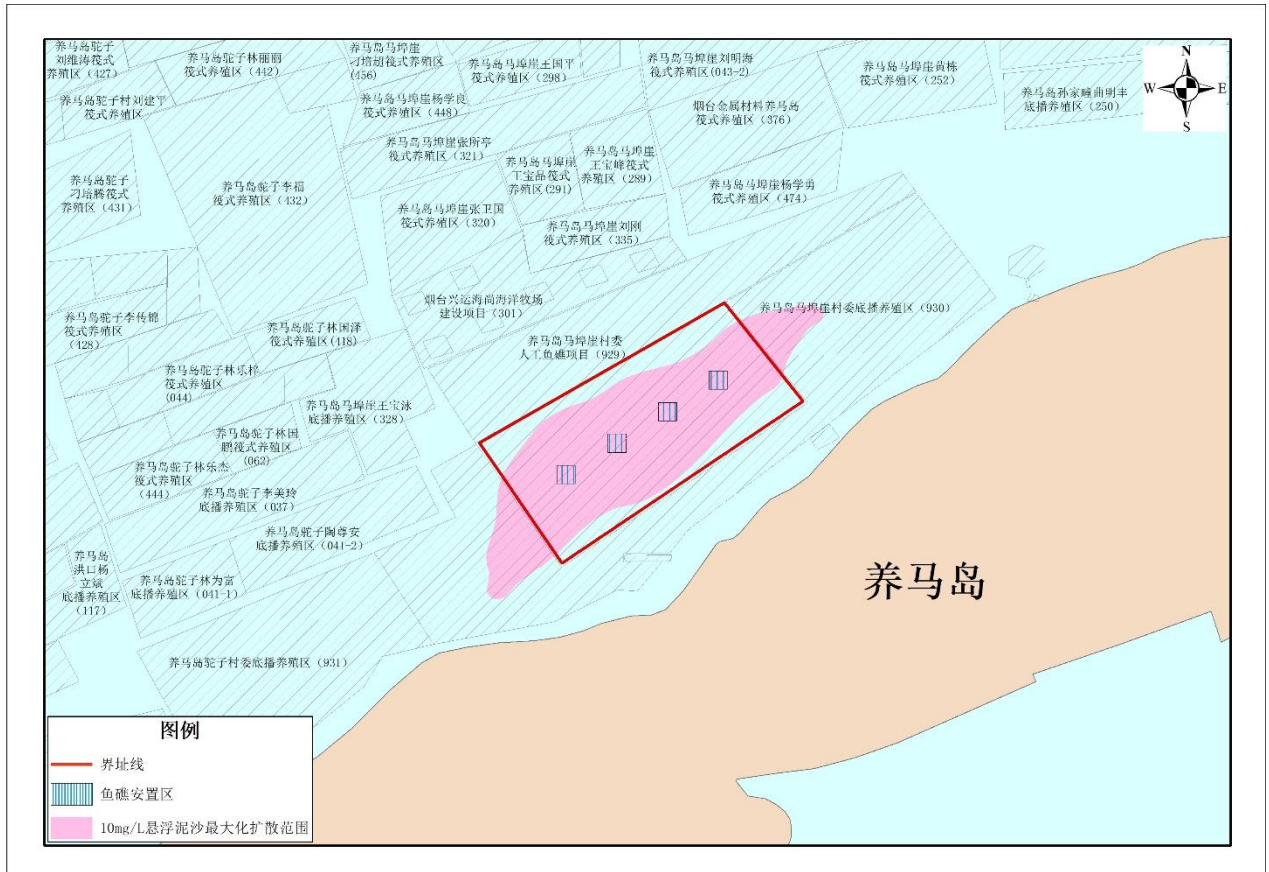 养马岛驼子
刘维涛筏式
养殖区（427）
养马岛驼子林丽丽
筏式养殖区（442）
养马岛马埠崖
刁培超筏式养殖区
(456)
养马岛马埠崖王国平
筏式养殖区（298）
养马岛马埠崖刘明海
筏式养殖区（043-2）
养马岛马埠崖黄栋
筏式养殖区（252）
养马岛孙家疃曲明丰
底播养殖区（250）
N
W
E
S
养马岛驼子村刘建平
筏式养殖区
养马岛马埠崖杨学良
筏式养殖区（448）
烟台金属材料养马岛
筏式养殖区（376）
养马岛马埠崖张所亭
筏式养殖区（321）
养马岛马埠崖
王宝品筏式
养殖区(291)
养马岛马埠崖
王宝峰筏式
养殖区（289）
养马岛驼子
刁培腾筏式
养殖区（431）
养马岛驼子李福
筏式养殖区（432）
养马岛马埠崖杨学勇
筏式养殖区（474）
养马岛马埠崖张卫国
筏式养殖区（320）
养马岛马埠崖刘刚
筏式养殖区（335）
烟台兴运海尚海洋牧场
建设项目（301）
养马岛马埠崖村委底播养殖区（930）
养马岛驼子李传锦
筏式养殖区
（428）
养马岛驼子林国泽
筏式养殖区(418)
养马岛马埠崖村委
人工鱼礁项目（929）
养马岛驼子林乐梓
筏式养殖区
(044)
养马岛马埠崖王宝泳
底播养殖区（328）
养马岛驼子林国
鹏筏式养殖区
(062)
养马岛驼子林乐杰
筏式养殖区
（444）
养马岛驼子李美玲
底播养殖区（037）
养马岛驼子陶尊安
底播养殖区（041-2）
养马岛
洪口杨
立斌
底播养殖区
（117）
养马岛驼子林为富
底播养殖区（041-1）
养马岛
养马岛驼子村委底播养殖区（931）
图例
界址线
鱼礁安置区
10mg/L悬浮泥沙最大化扩散范围